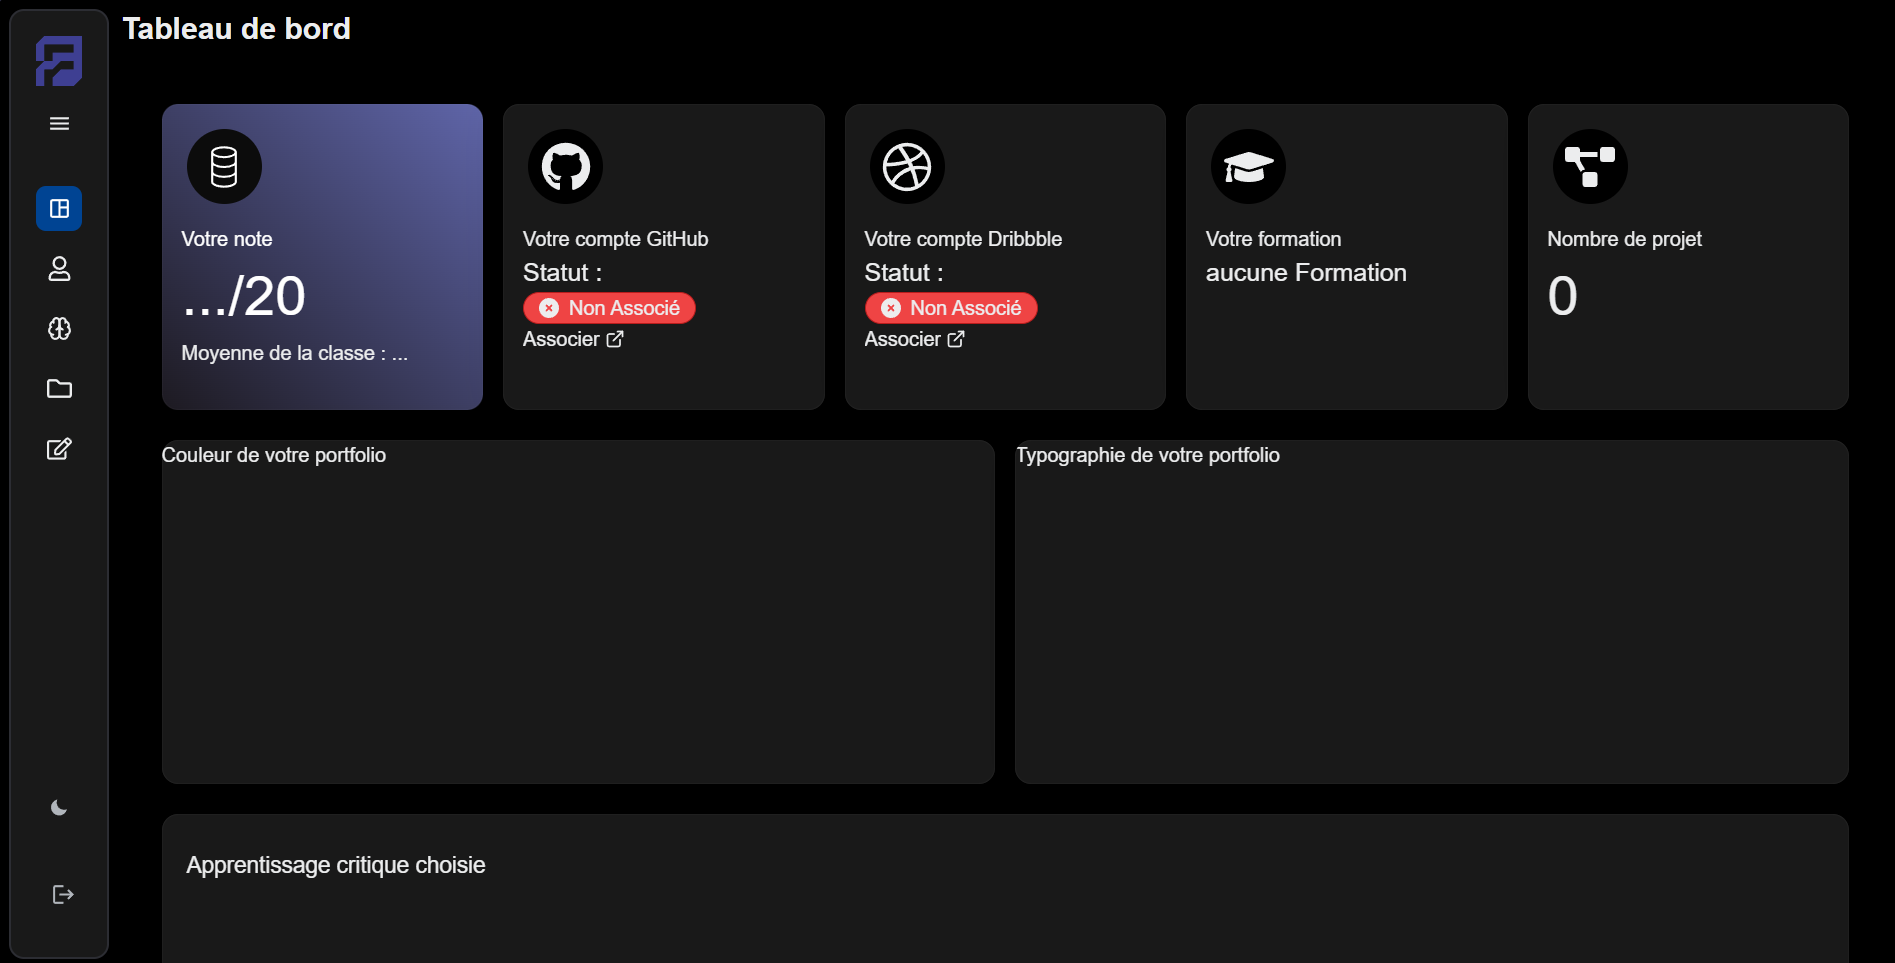 Tableau de bord
Votre note
.../20
Moyenne de la classe : ...
Votre compte GitHub
Statut :
Non Associé
Associer
Votre compte Dribbble
Statut :
Non Associé
Associer
Votre formation
aucune Formation
Nombre de projet
0
Couleur de votre portfolio
Typographie de votre portfolio
Apprentissage critique choisie